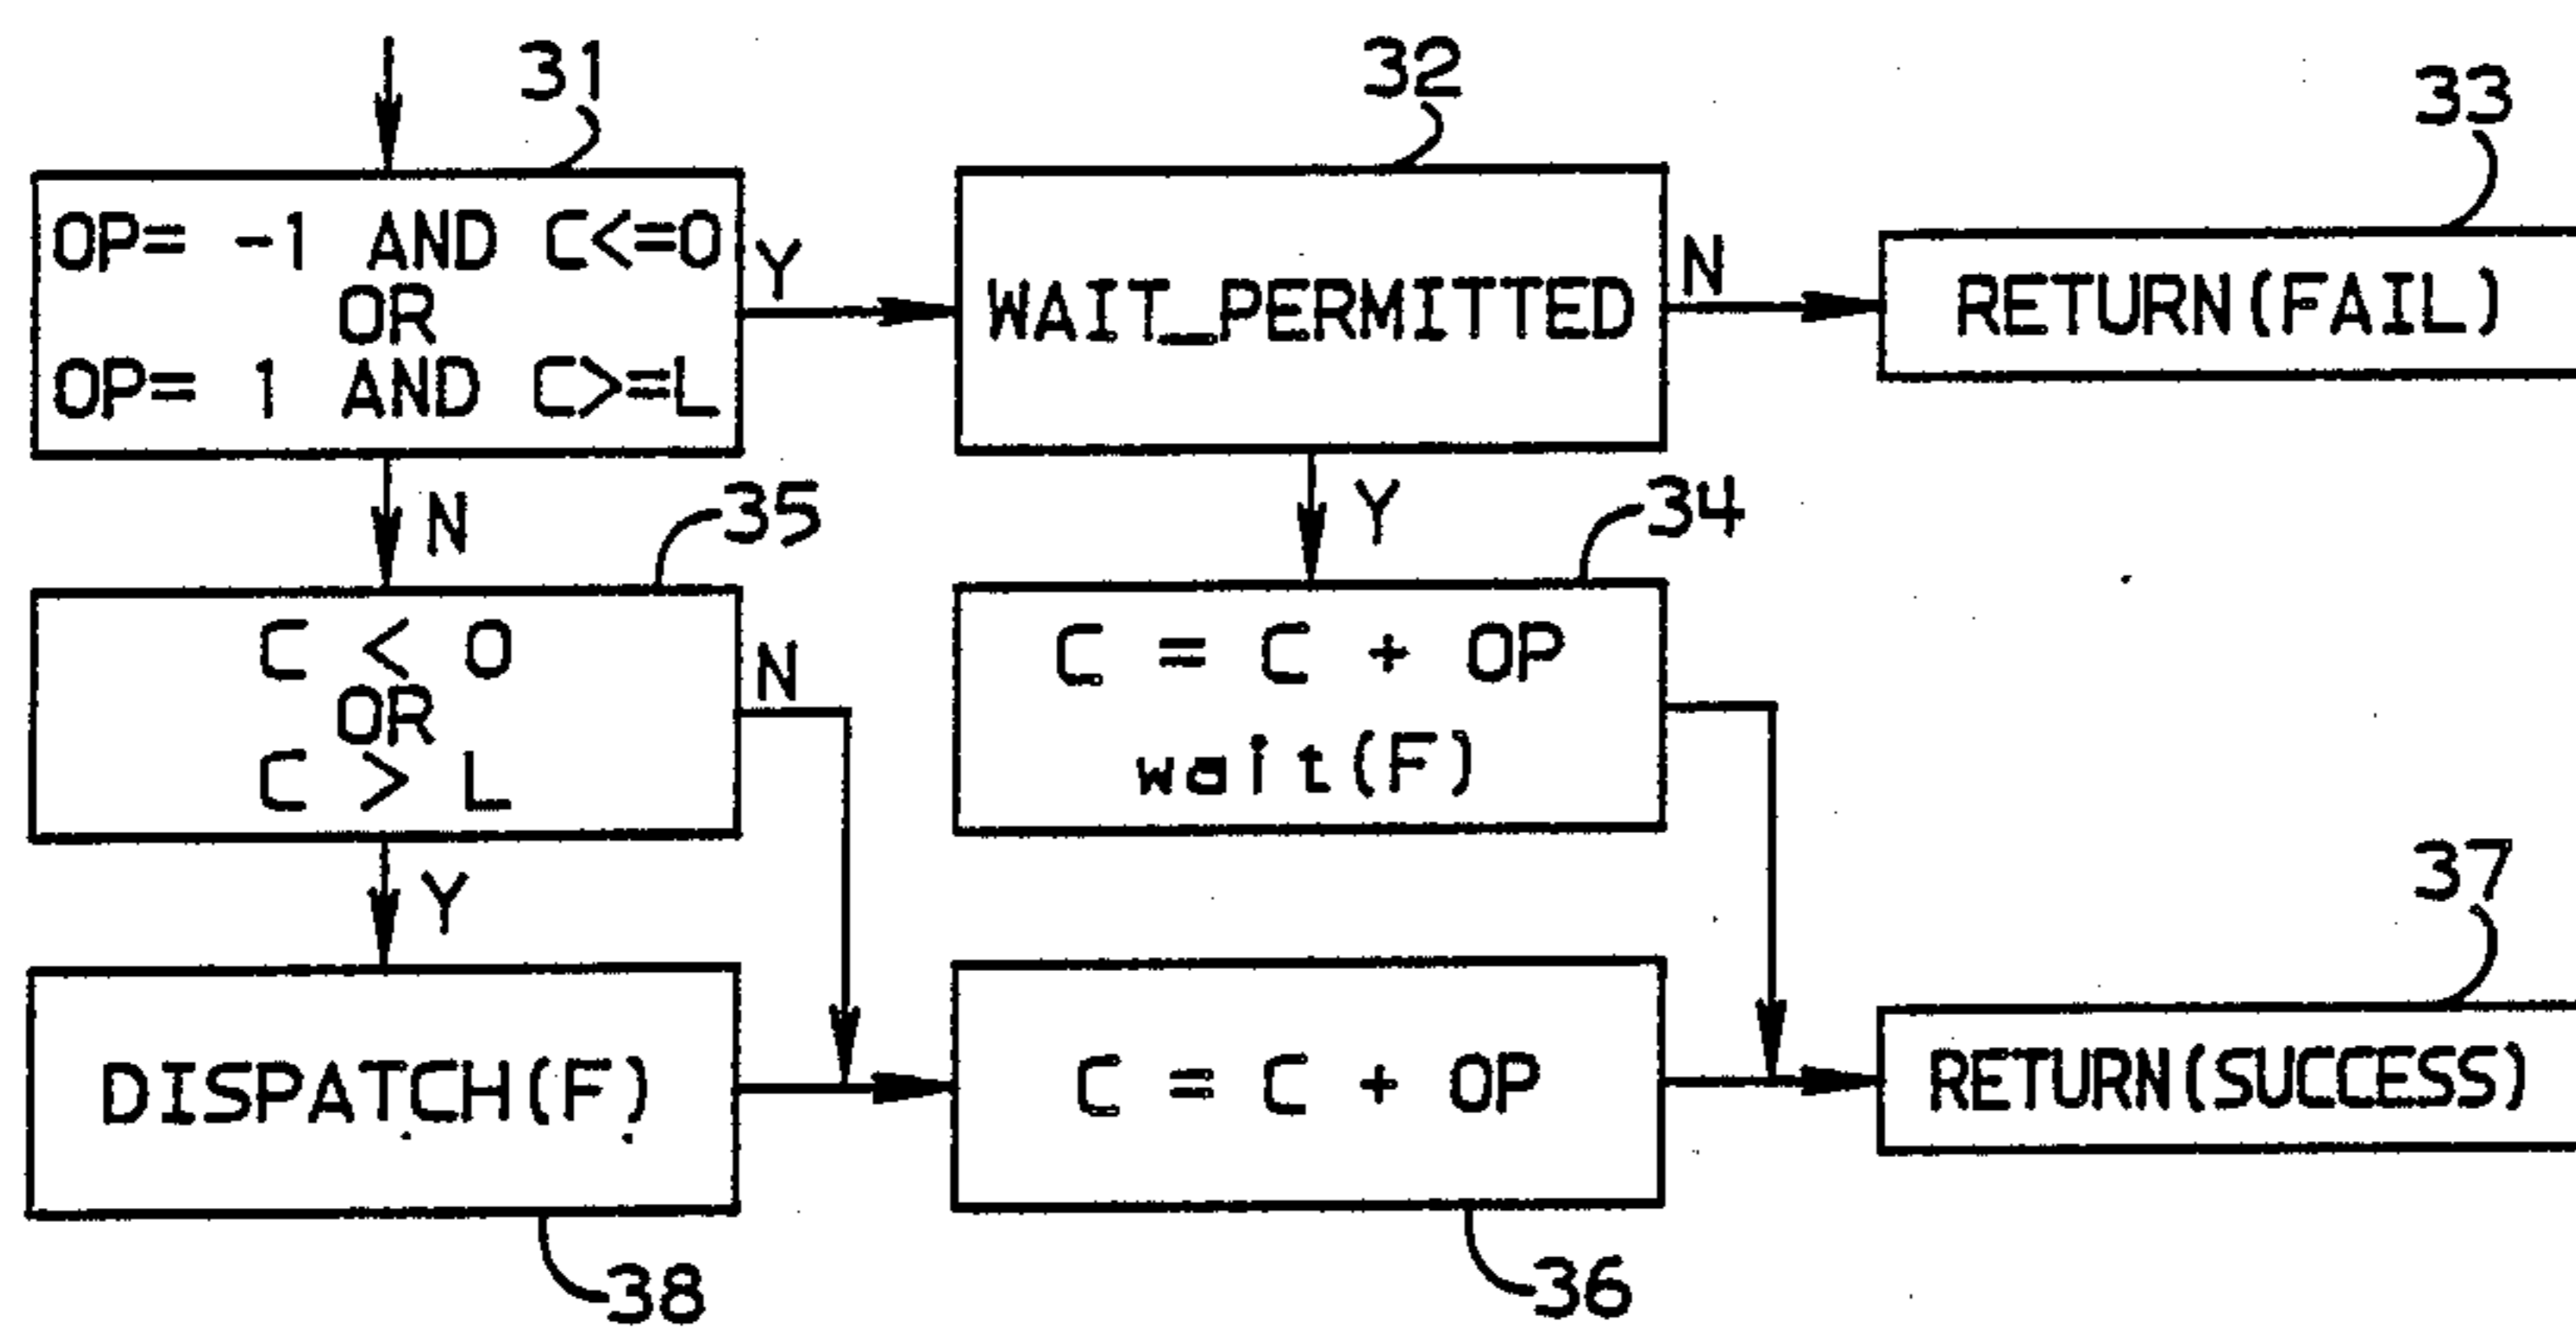 31
32
33
OP= -1 AND C<=0
OR
OP= 1 AND C>=L
Y
WAIT_PERMITTED
N
RETURN(FAIL)
N
35
Y
34
C < 0
OR
C > L
N
C = C + OP
wait(F)
Y
37
DISPATCH(F)
C = C + OP
RETURN(SUCCESS)
38
36